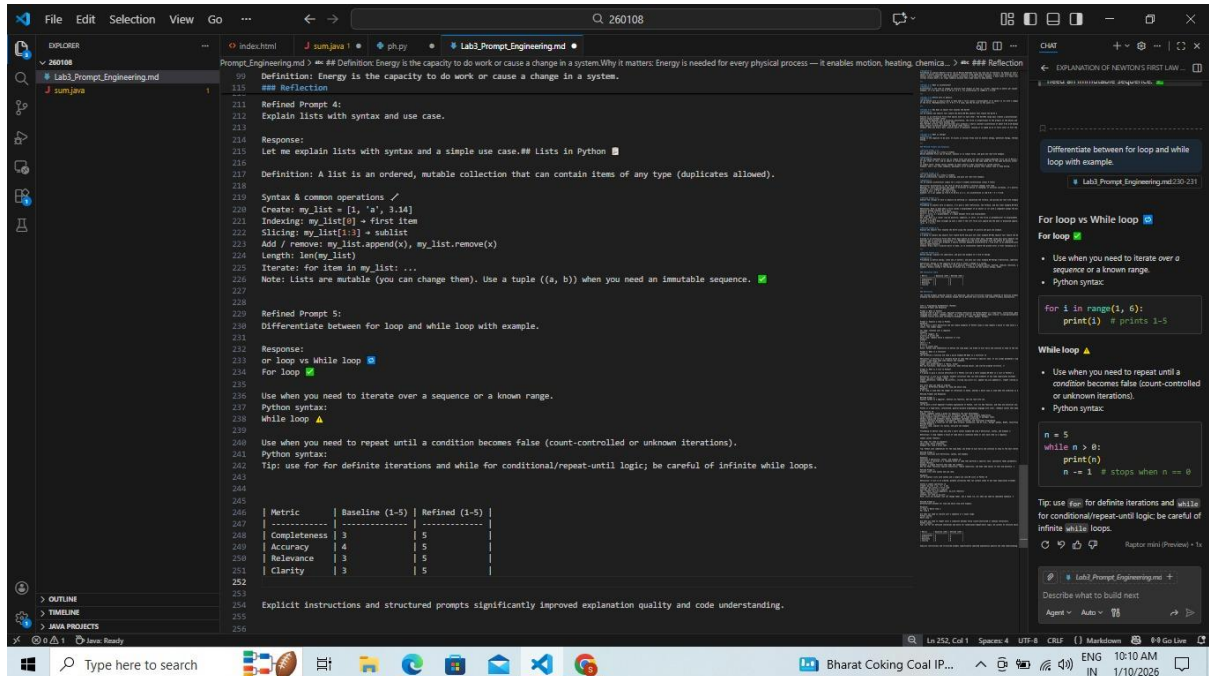 File Edit Selection View Go ··· 260108
EXPLORER
260108
Lab3_Prompt_Engineering.md
sum.java 1
OUTLINE
TIMELINE
JAVA PROJECTS
index.html sum.java 1 ph.py Lab3_Prompt_Engineering.md
Prompt_Engineering.md > ## Definition: Energy is the capacity to do work or cause a change in a system.Why it matters: Energy is needed for every physical process — it enables motion, heating, chemica... > ### Reflection
99 Definition: Energy is the capacity to do work or cause a change in a system.
115 ### Reflection
211 Refined Prompt 4:
212 Explain lists with syntax and use case.
213
214 Response:
215 Let me explain lists with syntax and a simple use case.## Lists in Python
216
217 Definition: A list is an ordered, mutable collection that can contain items of any type (duplicates allowed).
218
219 Syntax & common operations
220 Create: my_list = [1, 'a', 3.14]
221 Indexing: my_list[0] → first item
222 Slicing: my_list[1:3] → sublist
223 Add / remove: my_list.append(x), my_list.remove(x)
224 Length: len(my_list)
225 Iterate: for item in my_list: ...
226 Note: Lists are mutable (you can change them). Use a tuple ((a, b)) when you need an immutable sequence. ✅
227
228
229 Refined Prompt 5:
230 Differentiate between for loop and while loop with example.
231
232 Response:
233 or loop vs While loop 🔁
234 For loop ✅
235
236 Use when you need to iterate over a sequence or a known range.
237 Python syntax:
238 While loop ⚠️
239
240 Use when you need to repeat until a condition becomes false (count-controlled or unknown iterations).
241 Python syntax:
242 Tip: use for for definite iterations and while for conditional/repeat-until logic; be careful of infinite while loops.
243
244
245
246 | Metric | Baseline (1–5) | Refined (1–5) |
247 | ------------ | -------------- | ------------- |
248 | Completeness | 3 | 5 |
249 | Accuracy | 4 | 5 |
250 | Relevance | 3 | 5 |
251 | Clarity | 3 | 5 |
252
253
254 Explicit instructions and structured prompts significantly improved explanation quality and code understanding.
255
256
CHAT
EXPLANATION OF NEWTON'S FIRST LAW ...
need an immutable sequence. ✅
Differentiate between for loop and while
loop with example.
Lab3_Prompt_Engineering.md:230-231
For loop vs While loop 🔁
For loop ✅
• Use when you need to iterate over a
sequence or a known range.
• Python syntax:
for i in range(1, 6):
print(i) # prints 1–5
While loop ⚠️
• Use when you need to repeat until a
condition becomes false (count-controlled
or unknown iterations).
• Python syntax:
n = 5
while n > 0:
print(n)
n -= 1 # stops when n == 0
Tip: use for for definite iterations and while
for conditional/repeat-until logic; be careful of
infinite while loops.
Raptor mini (Preview) • 1x
Lab3_Prompt_Engineering.md +
Describe what to build next
Agent Auto
0 1 Java: Ready Ln 252, Col 1 Spaces: 4 UTF-8 CRLF {} Markdown Go Live
Type here to search Bharat Coking Coal IP... ENG 10:10 AM
IN 1/10/2026